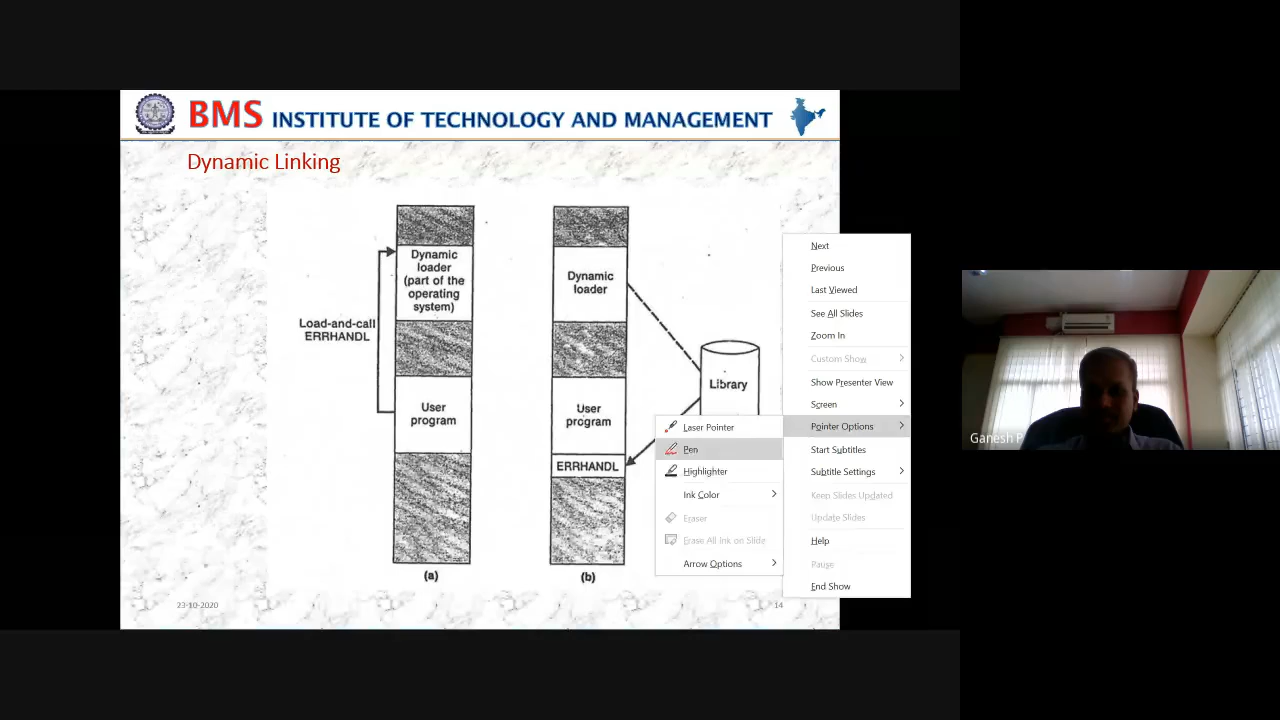 BMS INSTITUTE OF TECHNOLOGY AND MANAGEMENT
Dynamic Linking
Dynamic
loader
(part of the
operating
system)
Load-and-call
ERRHANDL
User
program
(a)
Dynamic
loader
User
program
ERRHANDL
(b)
Library
Laser Pointer
Pen
Highlighter
Ink Color
Eraser
Erase All Ink on Slide
Arrow Options
Next
Previous
Last Viewed
See All Slides
Zoom In
Custom Show
Show Presenter View
Screen
Pointer Options
Start Subtitles
Subtitle Settings
Keep Slides Updated
Update Slides
Help
Pause
End Show
23-10-2020
14
Ganesh P